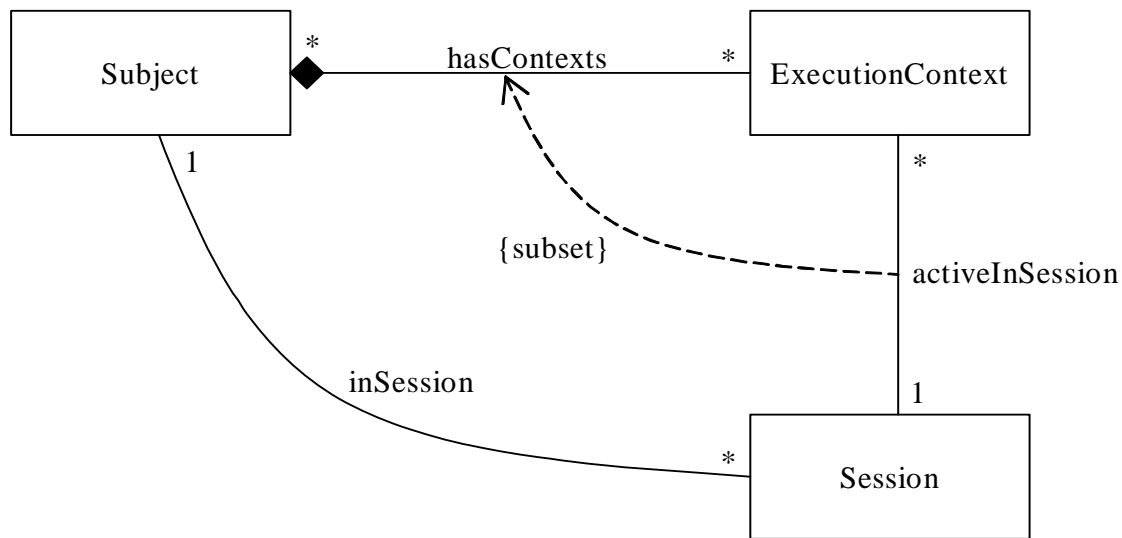 *
hasContexts
*
Subject
ExecutionContext
1
*
{subset}
activeInSession
inSession
1
*
Session